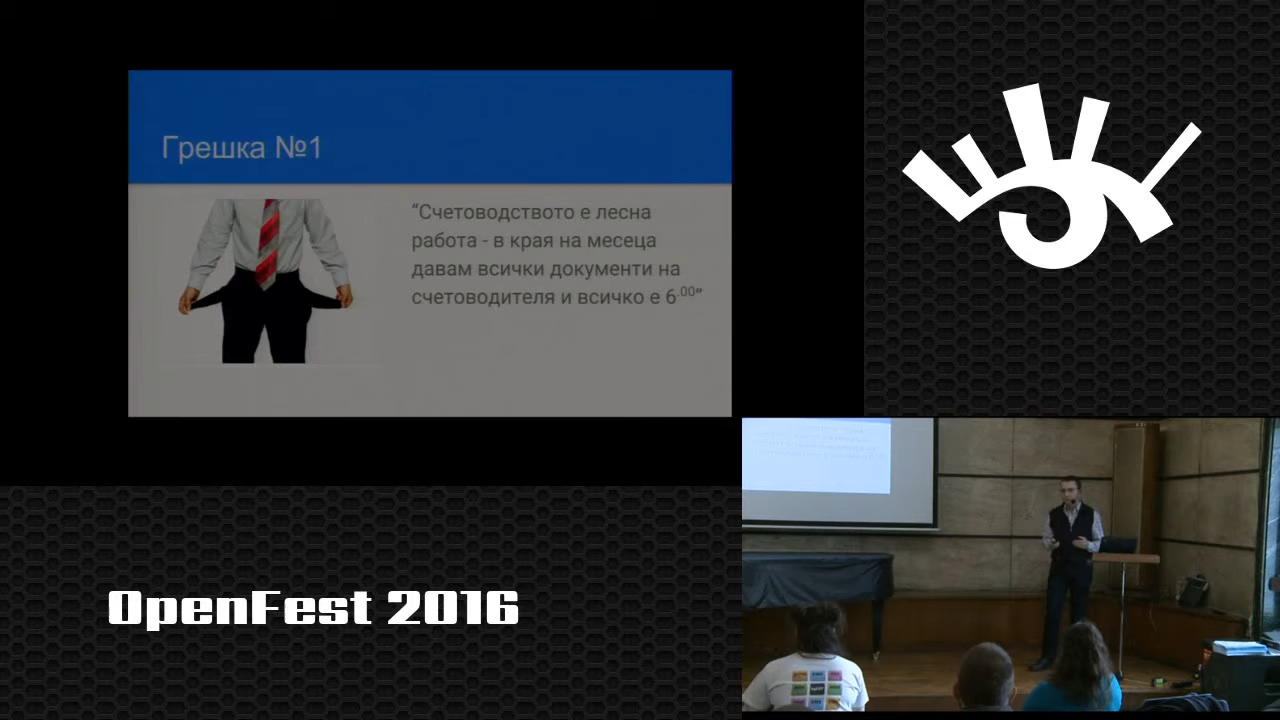 Грешка №1
“Счетоводството е лесна
работа - в края на месеца
давам всички документи на
счетоводителя и всичко е 6.00”
OpenFest 2016